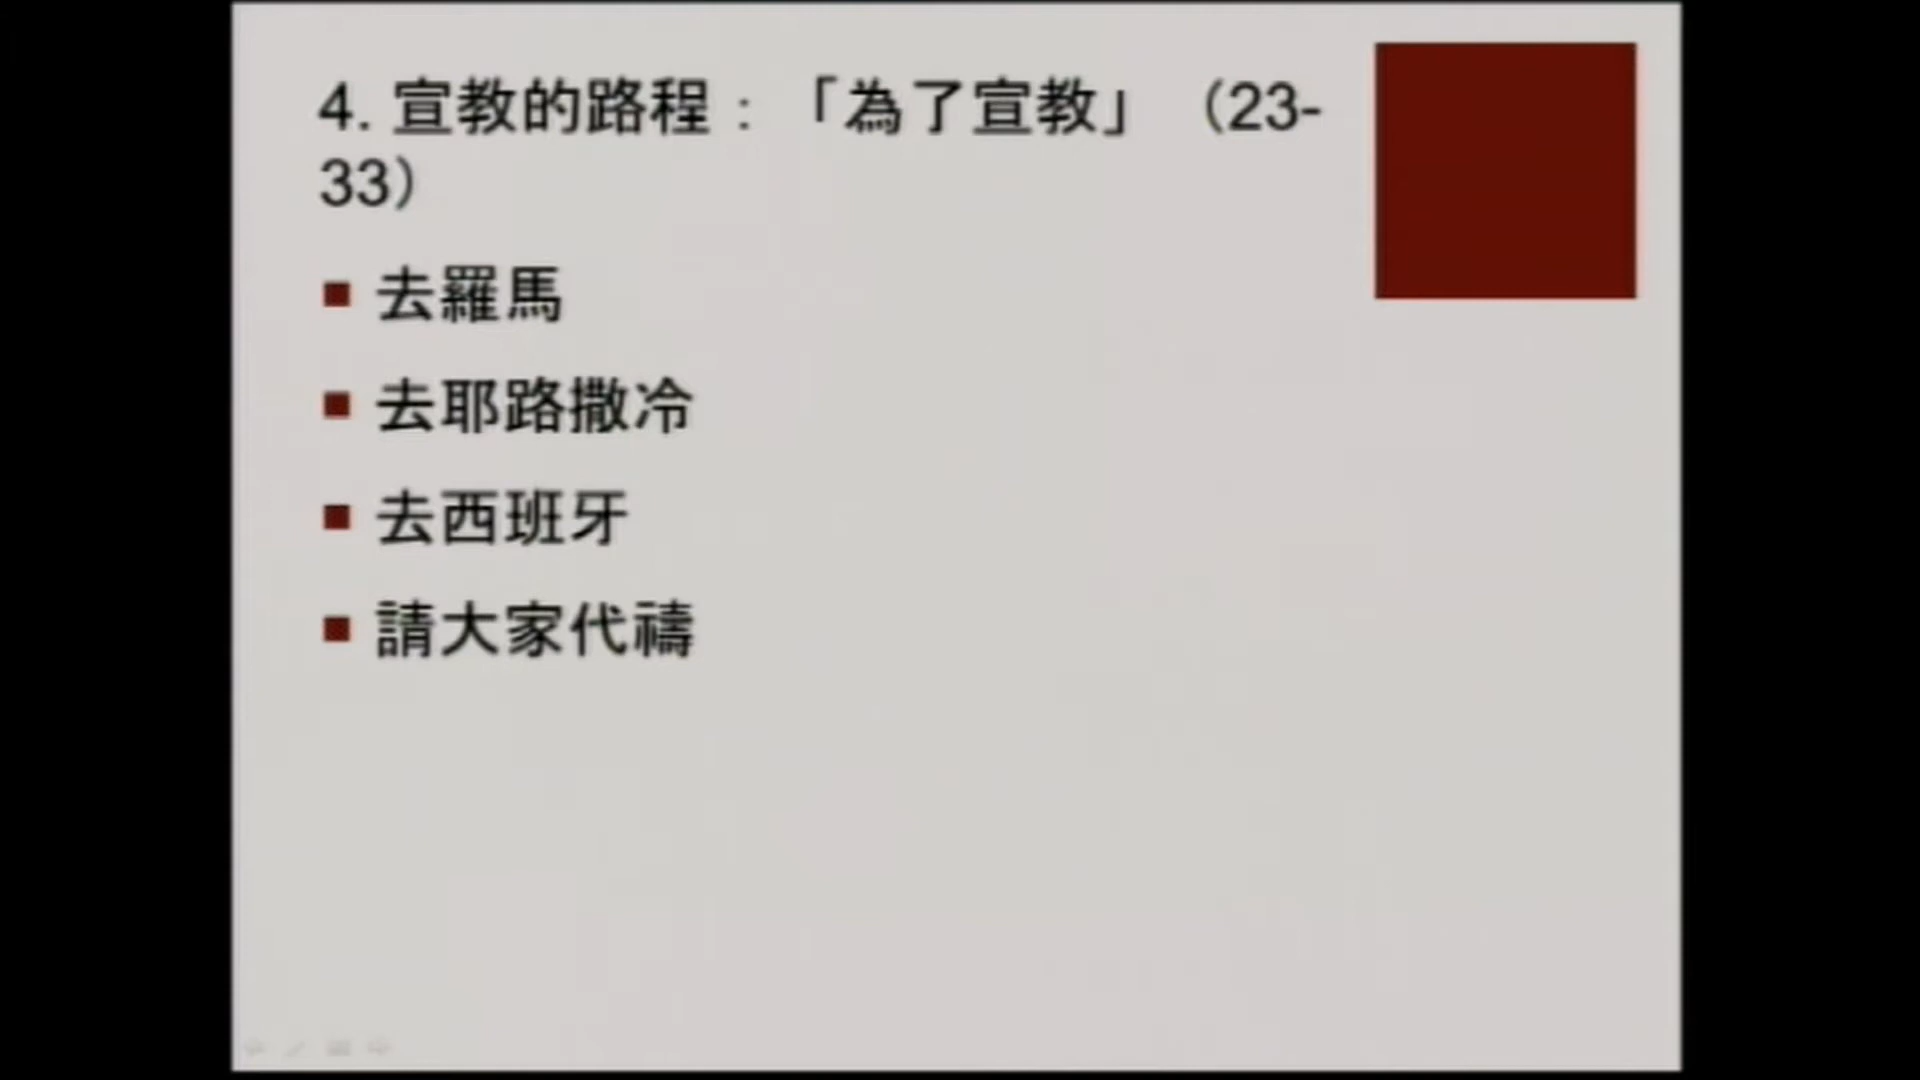 4. 宣教的路程：「為了宣教」（23-
33）
去羅馬
去耶路撒冷
去西班牙
請大家代禱